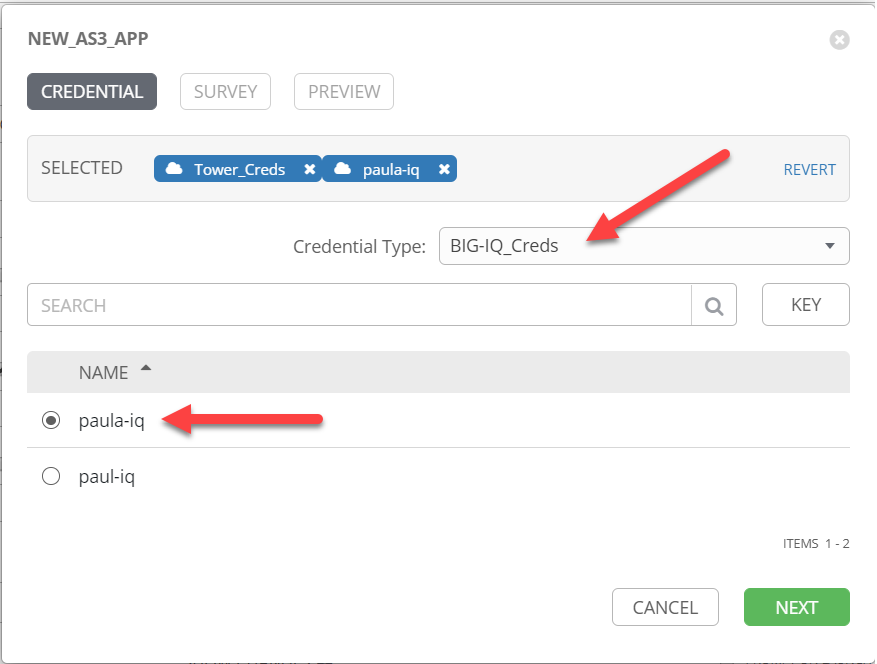 NEW_AS3_APP
CREDENTIAL SURVEY PREVIEW
SELECTED Tower_Creds paula-iq REVERT
Credential Type: BIG-IQ_Creds
SEARCH KEY
NAME
paula-iq
paul-iq
ITEMS 1 - 2
CANCEL NEXT